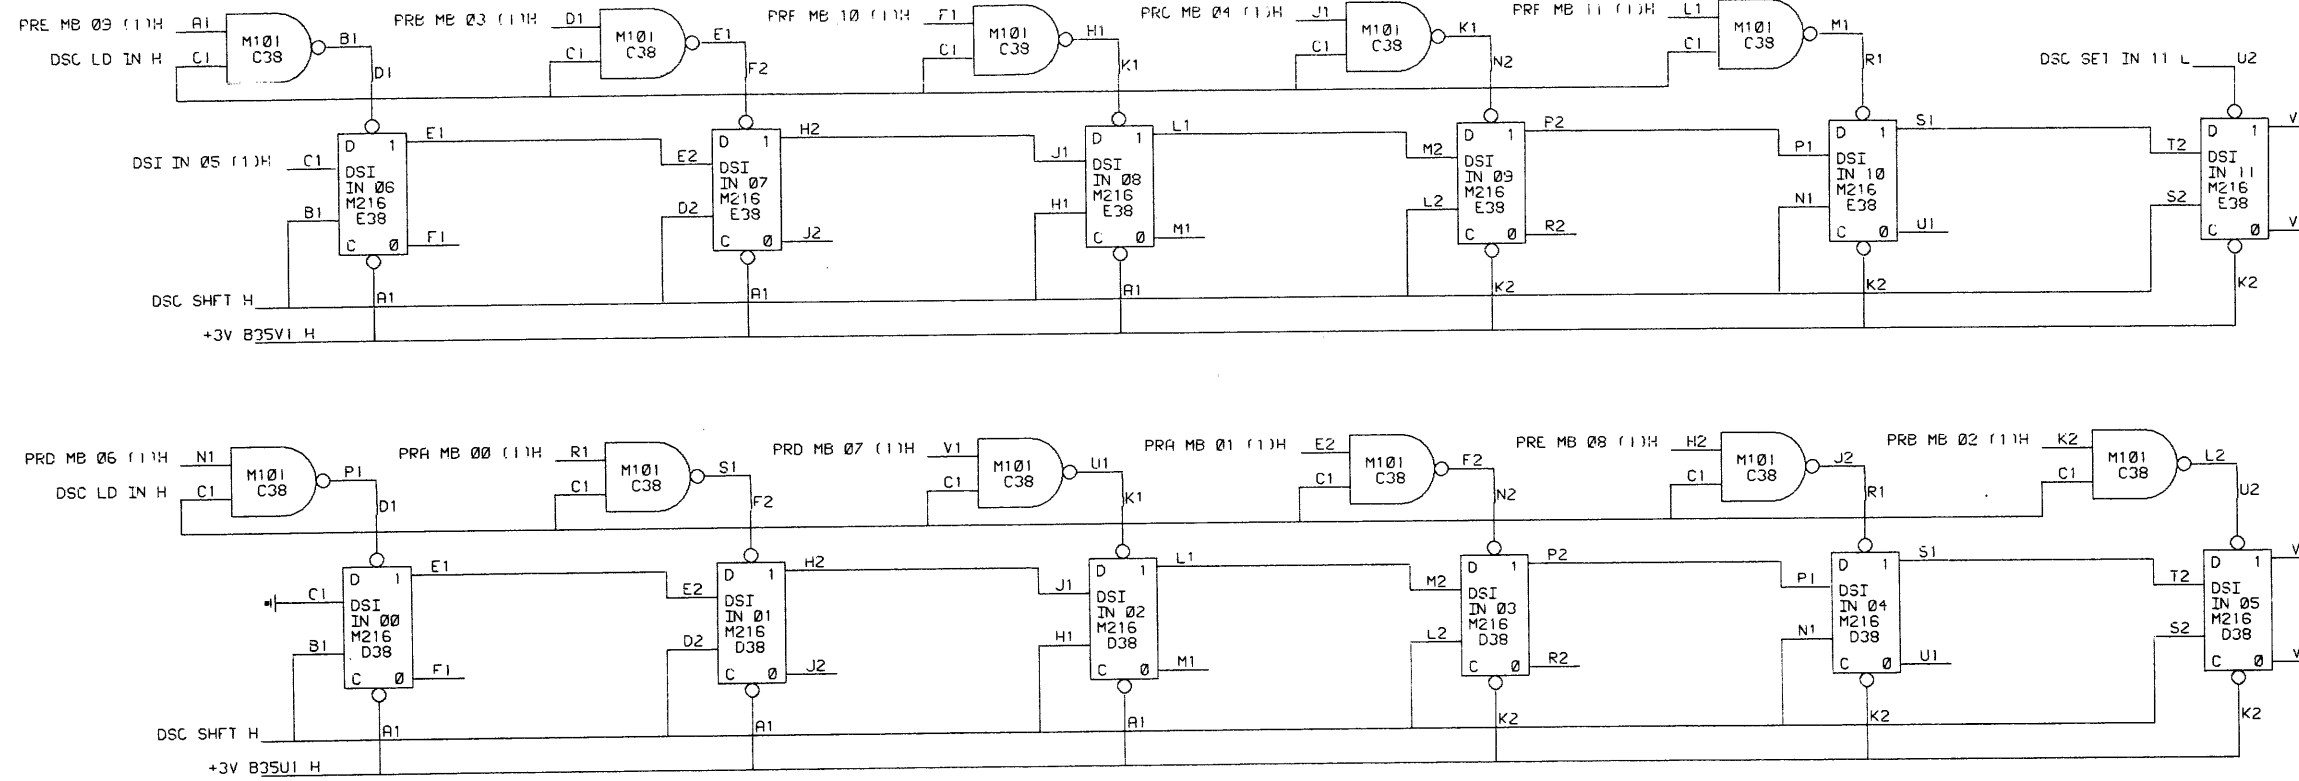 PRE MB 09 (1)H A1 M101 C38 B1 D1
DSC LD IN H C1
PRB MB 03 (1)H D1 C1 M101 C38 E1 F2
PRF MB 10 (1)H F1 C1 M101 C38 H1 K1
PRC MB 04 (1)H J1 C1 M101 C38 K1 N2
PRF MB 11 (1)H L1 C1 M101 C38 M1 R1
DSC SET IN 11 L U2
DSI IN 05 (1)H C1 B1
D 1 DSI IN 06 M216 E38 C 0 E1 F1 A1
E2 D2 D 1 DSI IN 07 M216 E38 C 0 H2 J2 A1
J1 H1 D 1 DSI IN 08 M216 E38 C 0 L1 M1 A1
M2 L2 D 1 DSI IN 09 M216 E38 C 0 P2 R2 K2
P1 N1 D 1 DSI IN 10 M216 E38 C 0 S1 U1 K2
T2 S2 D 1 DSI IN 11 M216 E38 C 0 V V K2
DSC SHFT H
+3V B35V1 H
PRD MB 06 (1)H N1 M101 C38 P1 D1
DSC LD IN H C1
PRA MB 00 (1)H R1 C1 M101 C38 S1 F2
PRD MB 07 (1)H V1 C1 M101 C38 U1 K1
PRA MB 01 (1)H E2 C1 M101 C38 F2 N2
PRE MB 08 (1)H H2 C1 M101 C38 J2 R1
PRB MB 02 (1)H K2 C1 M101 C38 L2 U2
C1 B1 D 1 DSI IN 00 M216 D38 C 0 E1 F1 A1
E2 D2 D 1 DSI IN 01 M216 D38 C 0 H2 J2 A1
J1 H1 D 1 DSI IN 02 M216 D38 C 0 L1 M1 A1
M2 L2 D 1 DSI IN 03 M216 D38 C 0 P2 R2 K2
P1 N1 D 1 DSI IN 04 M216 D38 C 0 S1 U1 K2
T2 S2 D 1 DSI IN 05 M216 D38 C 0 V V K2
DSC SHFT H
+3V B35U1 H